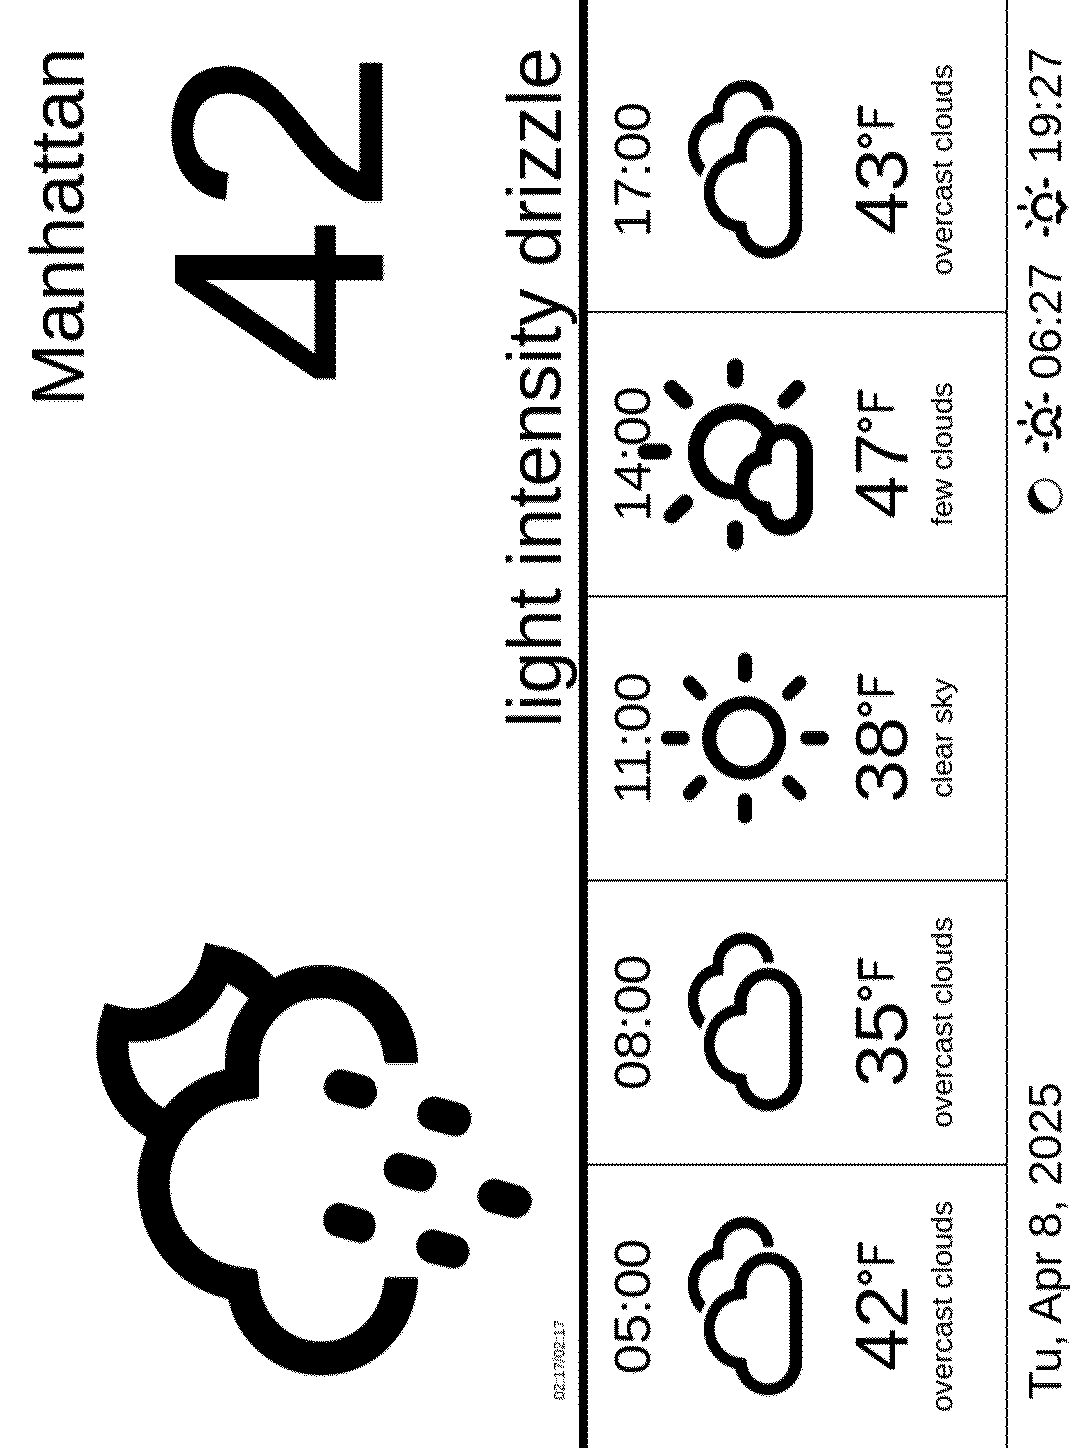 Manhattan
42
light intensity drizzle
02:17/02:17
05:00 08:00 11:00 14:00 17:00
42°F 35°F 38°F 47°F 43°F
overcast clouds overcast clouds clear sky few clouds overcast clouds
Tu, Apr 8, 2025 06:27 19:27